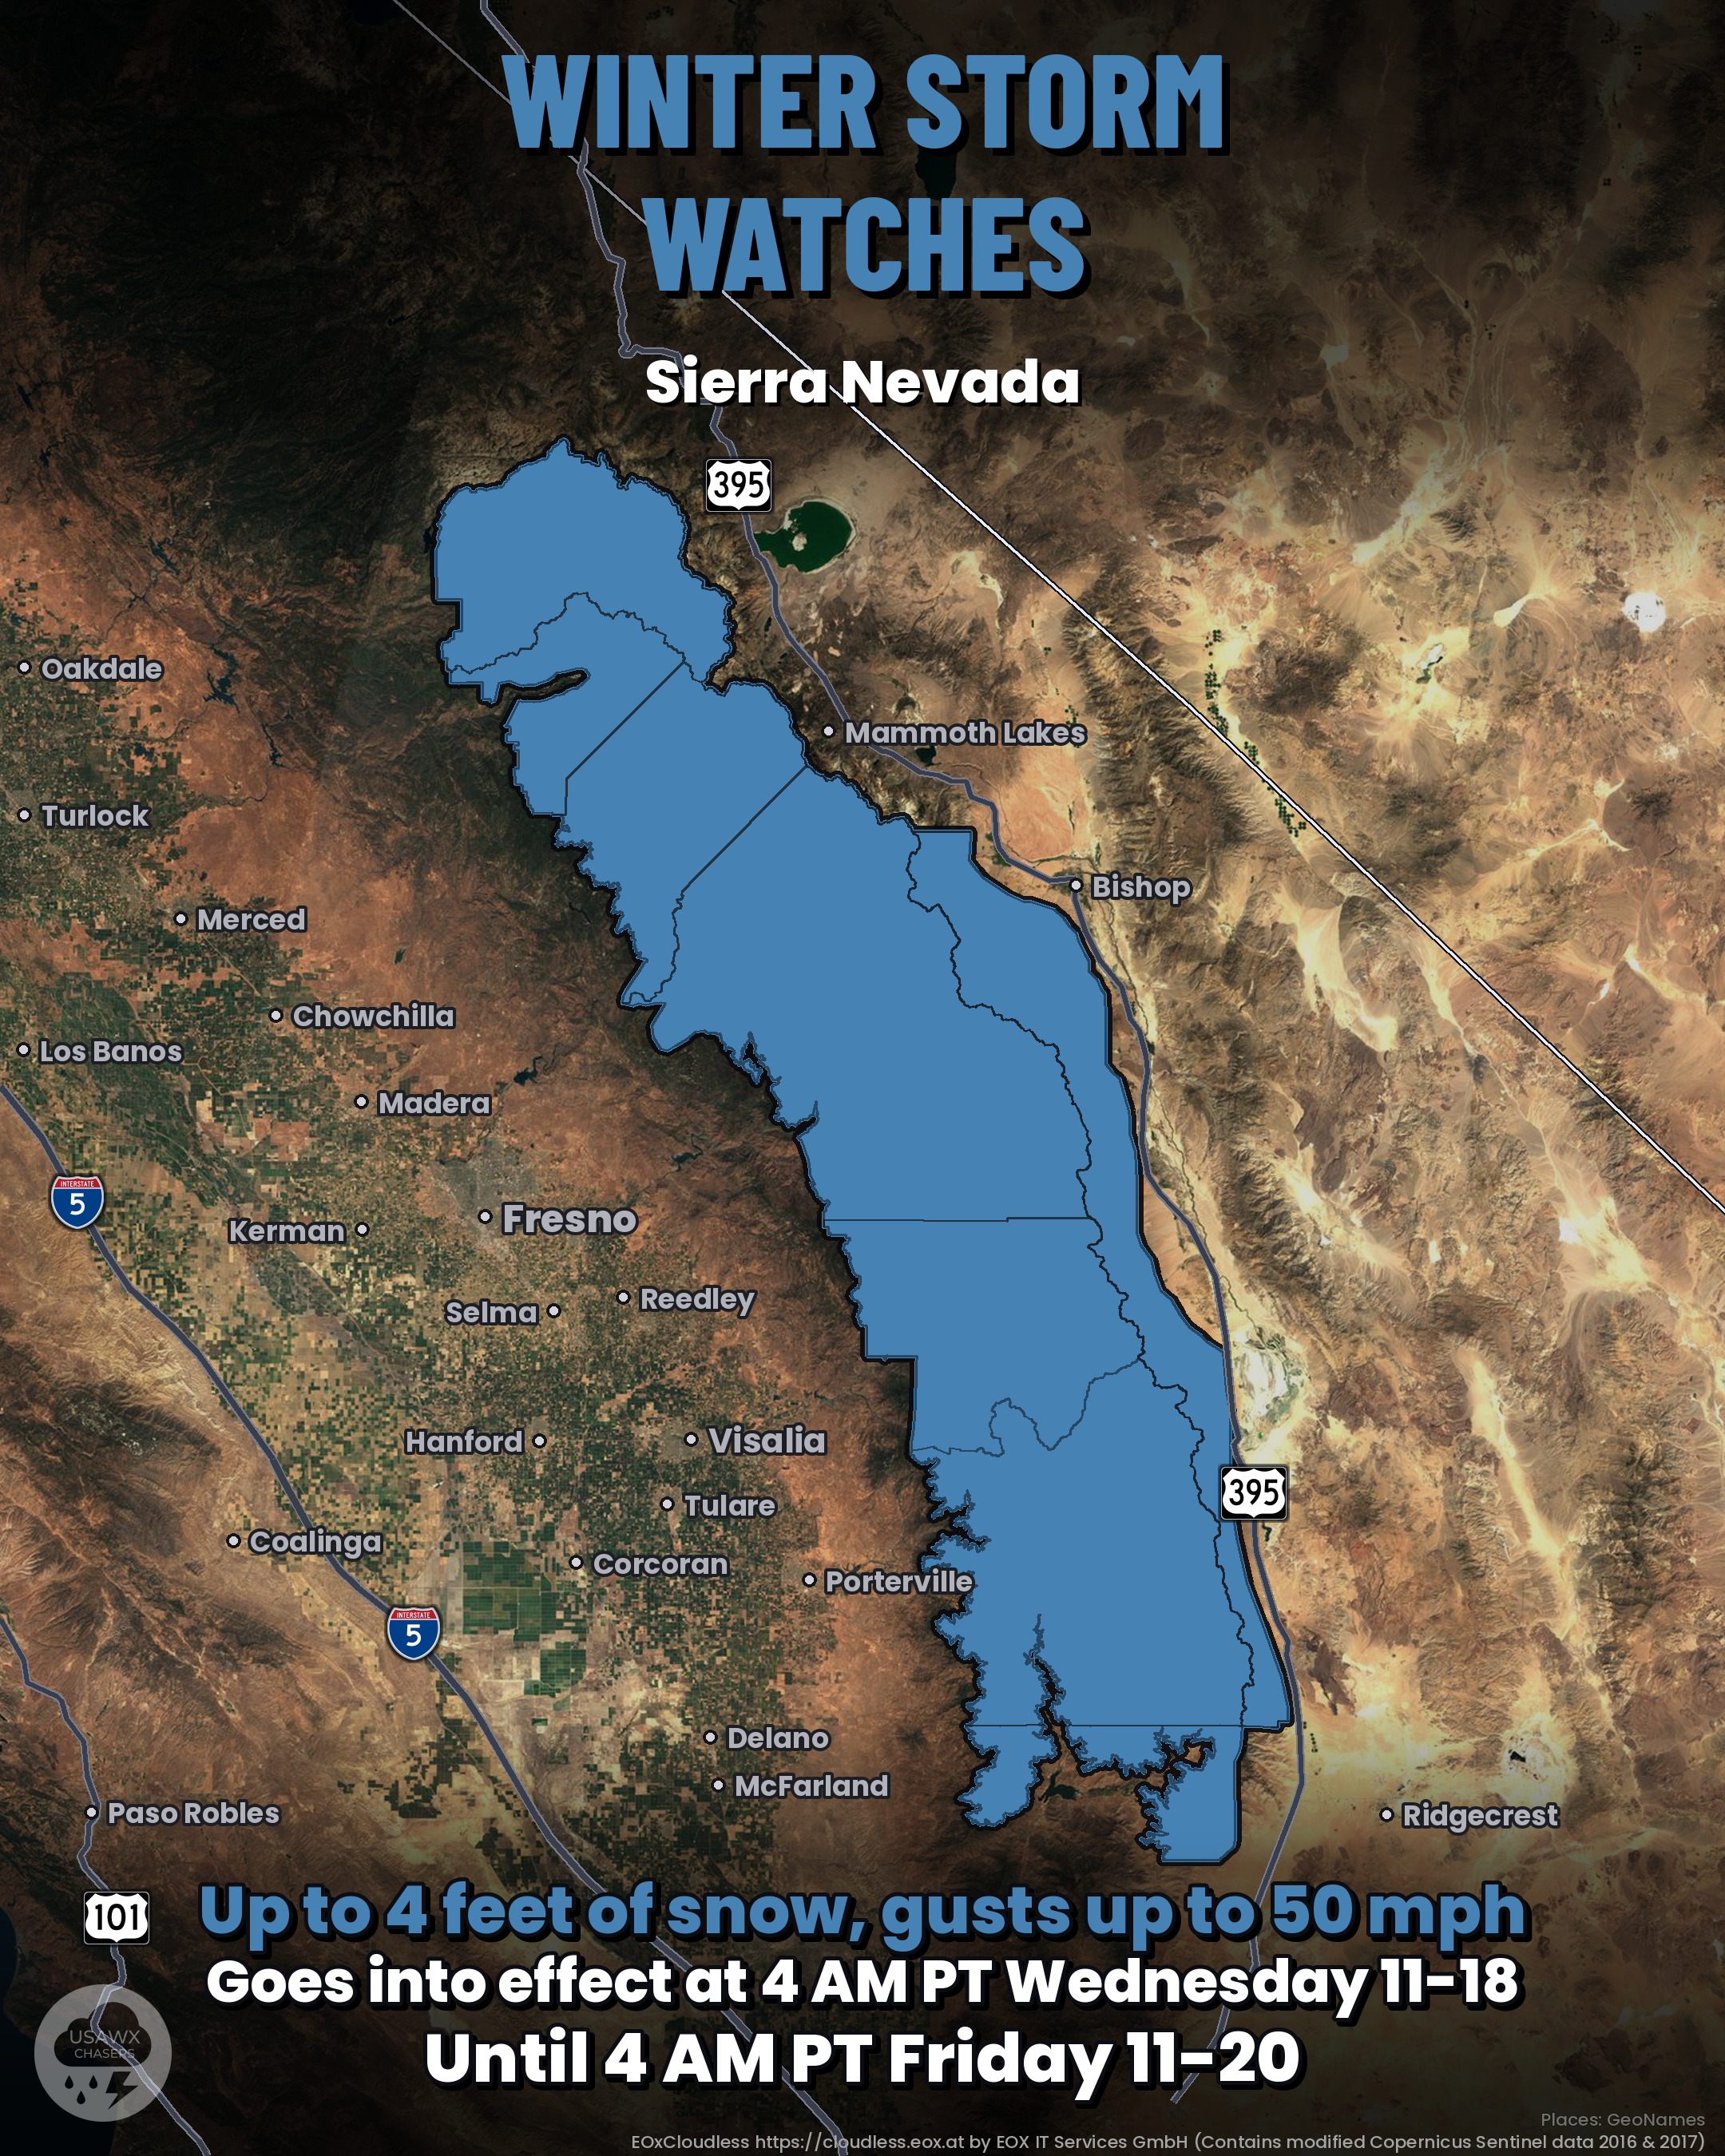 WINTER STORM
WATCHES
Sierra Nevada
395
Oakdale
Mammoth Lakes
Turlock
Bishop
Merced
Chowchilla
Los Banos
Madera
INTERSTATE
5
Fresno
Kerman
Reedley
Selma
Hanford
Visalia
395
Tulare
Coalinga
Corcoran
Porterville
INTERSTATE
5
Delano
McFarland
Paso Robles
Ridgecrest
101
Up to 4 feet of snow, gusts up to 50 mph
Goes into effect at 4 AM PT Wednesday 11-18
Until 4 AM PT Friday 11-20
USAWX
CHASERS
Places: GeoNames
EOxCloudless https://cloudless.eox.at by EOX IT Services GmbH (Contains modified Copernicus Sentinel data 2016 & 2017)